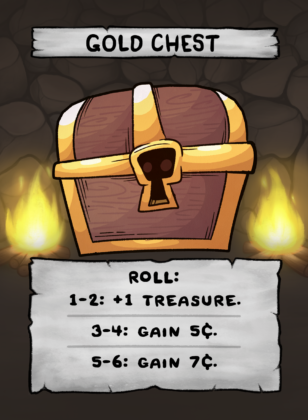 GOLD CHEST
ROLL:
1-2: +1 TREASURE.
3-4: GAIN 5¢.
5-6: GAIN 7¢.